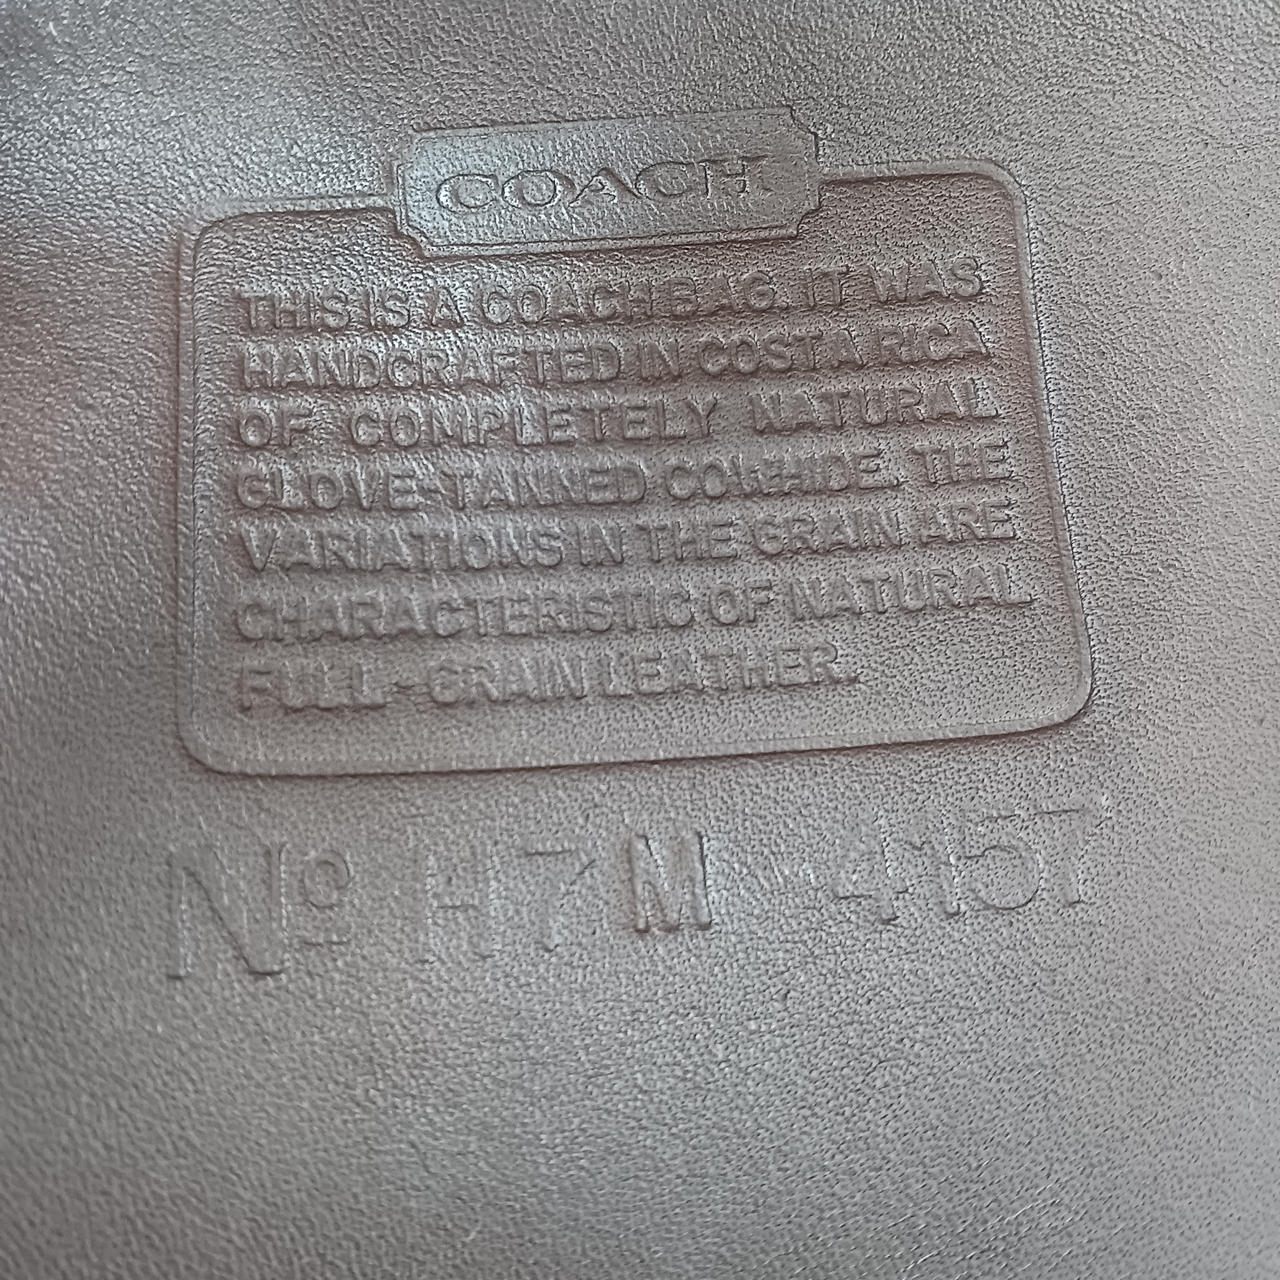 COACH
THIS IS A COACH BAG. IT WAS
HANDCRAFTED IN COSTA RICA
OF COMPLETELY NATURAL
GLOVE-TANNED COWHIDE. THE
VARIATIONS IN THE GRAIN ARE
CHARACTERISTIC OF NATURAL
FULL-GRAIN LEATHER.
Nº H7M-4157